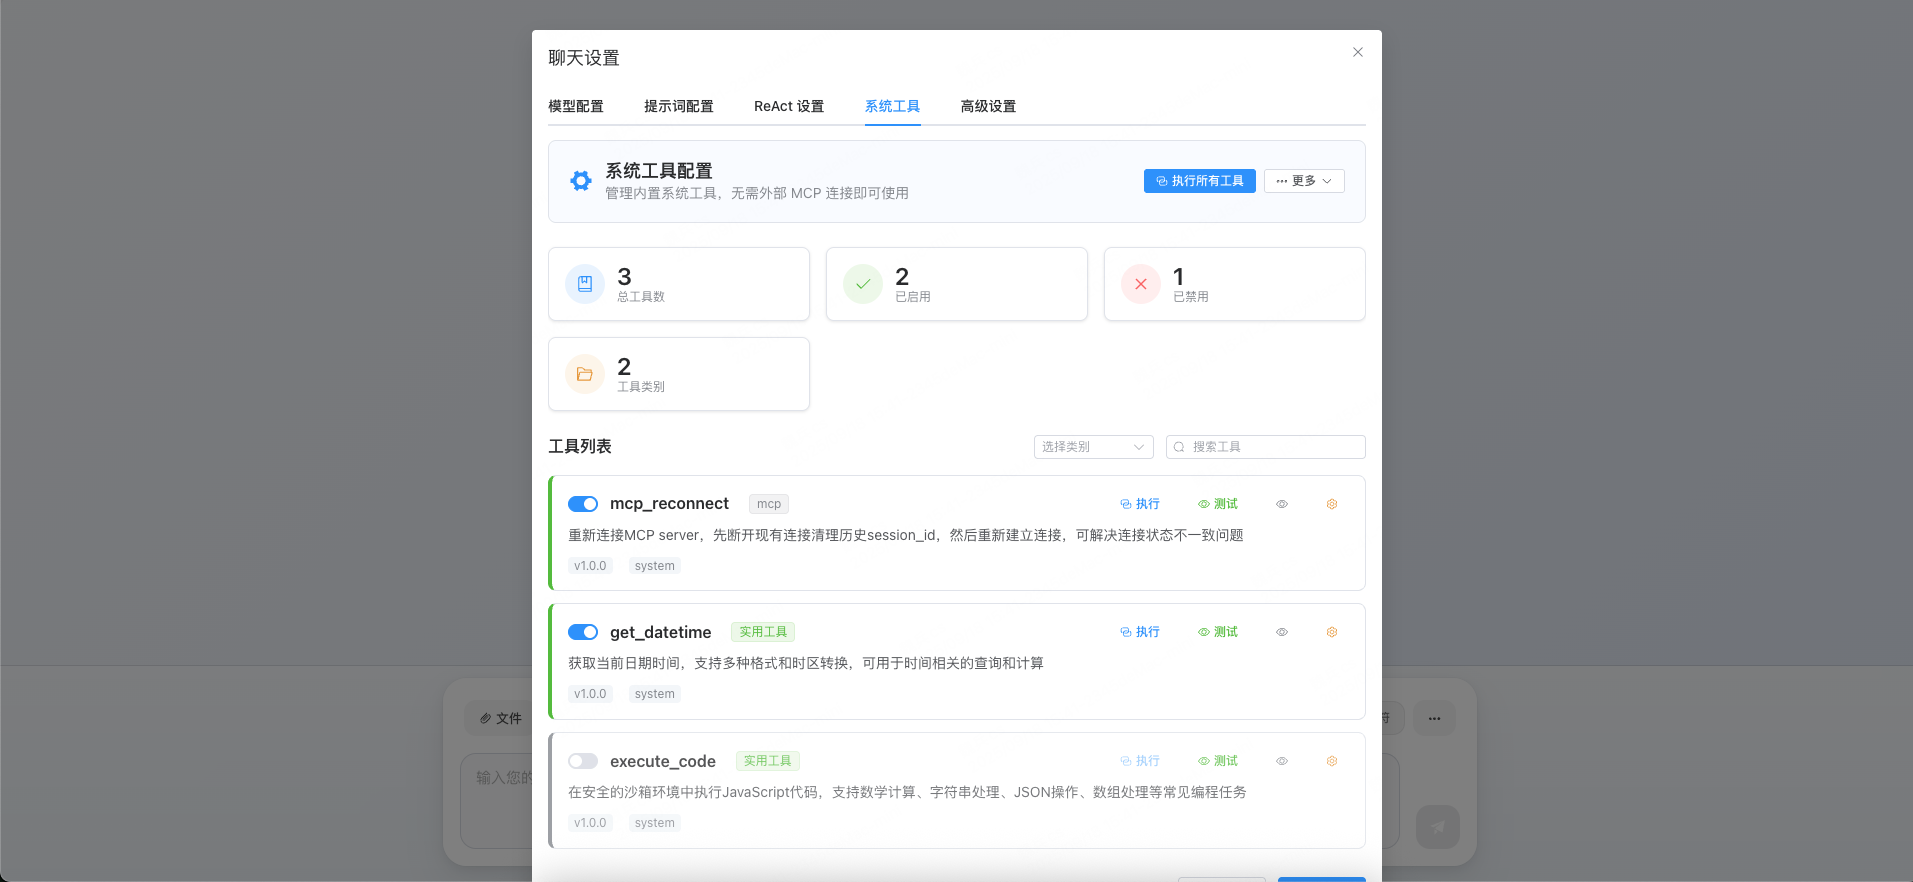 聊天设置
模型配置 提示词配置 ReAct 设置 系统工具 高级设置
系统工具配置
管理内置系统工具，无需外部 MCP 连接即可使用
执行所有工具 ··· 更多
3
总工具数
2
已启用
1
已禁用
2
工具类别
工具列表
选择类别 搜索工具
mcp_reconnect mcp 执行 测试
重新连接MCP server，先断开现有连接清理历史session_id，然后重新建立连接，可解决连接状态不一致问题
v1.0.0 system
get_datetime 实用工具 执行 测试
获取当前日期时间，支持多种格式和时区转换，可用于时间相关的查询和计算
v1.0.0 system
execute_code 实用工具 执行 测试
在安全的沙箱环境中执行JavaScript代码，支持数学计算、字符串处理、JSON操作、数组处理等常见编程任务
v1.0.0 system
文件 符 ···
输入您的